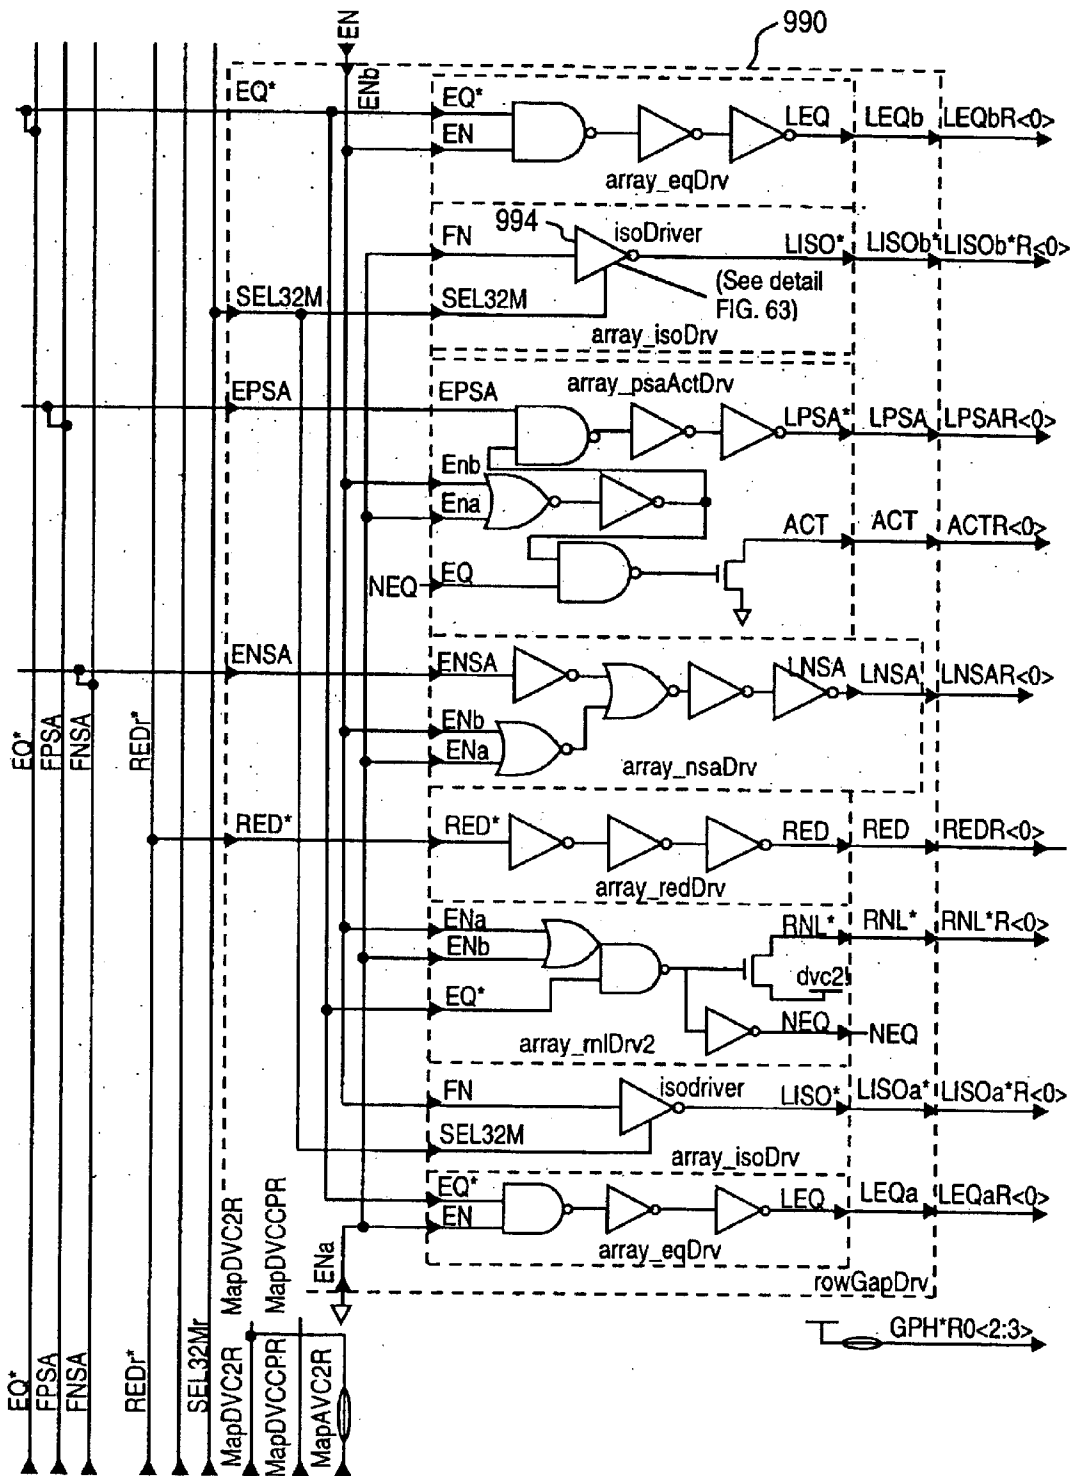 990
EN
ENb
EQ*
EQ*
EN
LEQ
LEQb
LEQbR<0>
array_eqDrv
994
FN
isoDriver
LISO*
LISOb*
LISOb*R<0>
(See detail
FIG. 63)
SEL32M
SEL32M
array_isoDrv
array_psaActDrv
EPSA
EPSA
LPSA*
LPSA
LPSAR<0>
Enb
Ena
ACT
ACT
ACTR<0>
NEQ
EQ
ENSA
ENSA
LNSA
LNSA
LNSAR<0>
ENb
ENa
array_nsaDrv
EQ*
FPSA
FNSA
REDr*
RED*
RED*
RED
RED
REDR<0>
array_redDrv
ENa
ENb
RNL*
RNL*
RNL*R<0>
dvc2
EQ*
NEQ
NEQ
array_rnlDrv2
FN
isodriver
LISO*
LISOa*
LISOa*R<0>
SEL32M
array_isoDrv
EQ*
EN
LEQ
LEQa
LEQaR<0>
array_eqDrv
ENa
rowGapDrv
MapDVC2R
MapDVCCPR
GPH*R0<2:3>
EQ*
FPSA
FNSA
REDr*
SEL32Mr
MapDVC2R
MapDVCCPR
MapAVC2R